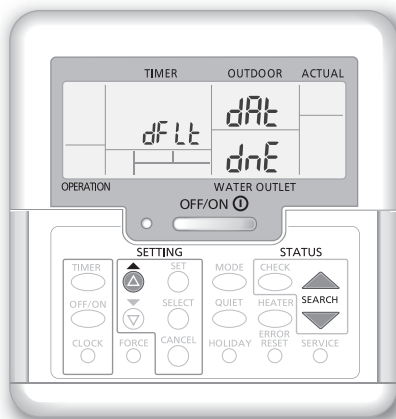 TIMER OUTDOOR ACTUAL
dAt
dFLt
dnE
OPERATION WATER OUTLET
OFF/ON
SETTING STATUS
TIMER SET MODE CHECK
OFF/ON SELECT QUIET HEATER SEARCH
CLOCK FORCE CANCEL HOLIDAY ERROR RESET SERVICE